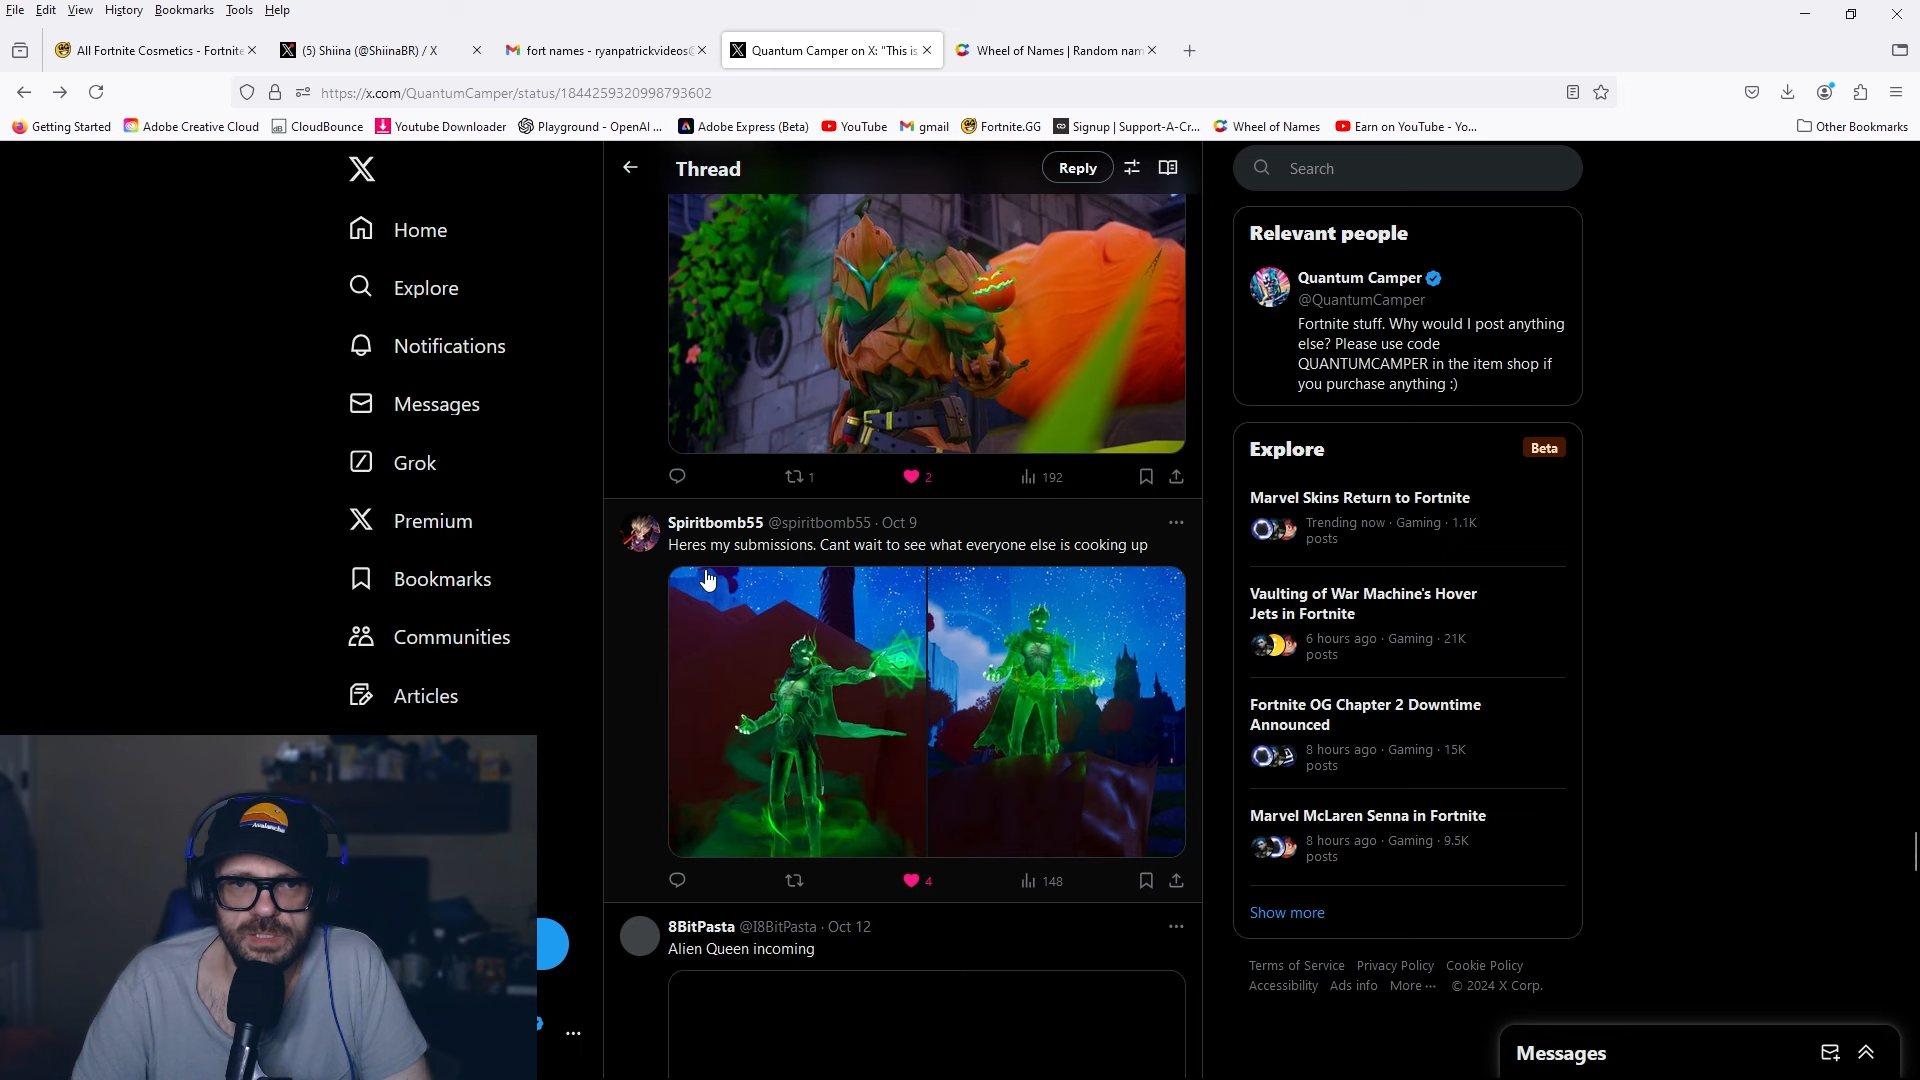 File Edit View History Bookmarks Tools Help
All Fortnite Cosmetics - Fortnite
(5) Shiina (@ShiinaBR) / X
fort names - ryanpatrickvideos@
Quantum Camper on X: "This is
Wheel of Names | Random nam
https://x.com/QuantumCamper/status/1844259320998793602
Getting Started
Adobe Creative Cloud
CloudBounce
Youtube Downloader
Playground - OpenAI ...
Adobe Express (Beta)
YouTube
gmail
Fortnite.GG
Signup | Support-A-Cr...
Wheel of Names
Earn on YouTube - Yo...
Other Bookmarks
Home
Explore
Notifications
Messages
Grok
Premium
Bookmarks
Communities
Articles
Thread
Reply
1
2
192
Spiritbomb55 @spiritbomb55 · Oct 9
Heres my submissions. Cant wait to see what everyone else is cooking up
4
148
8BitPasta @I8BitPasta · Oct 12
Alien Queen incoming
Search
Relevant people
Quantum Camper
@QuantumCamper
Fortnite stuff. Why would I post anything
else? Please use code
QUANTUMCAMPER in the item shop if
you purchase anything :)
Explore
Beta
Marvel Skins Return to Fortnite
Trending now · Gaming · 1.1K
posts
Vaulting of War Machine's Hover
Jets in Fortnite
6 hours ago · Gaming · 21K
posts
Fortnite OG Chapter 2 Downtime
Announced
8 hours ago · Gaming · 15K
posts
Marvel McLaren Senna in Fortnite
8 hours ago · Gaming · 9.5K
posts
Show more
Terms of Service Privacy Policy Cookie Policy
Accessibility Ads info More ··· © 2024 X Corp.
Messages
Avalanche